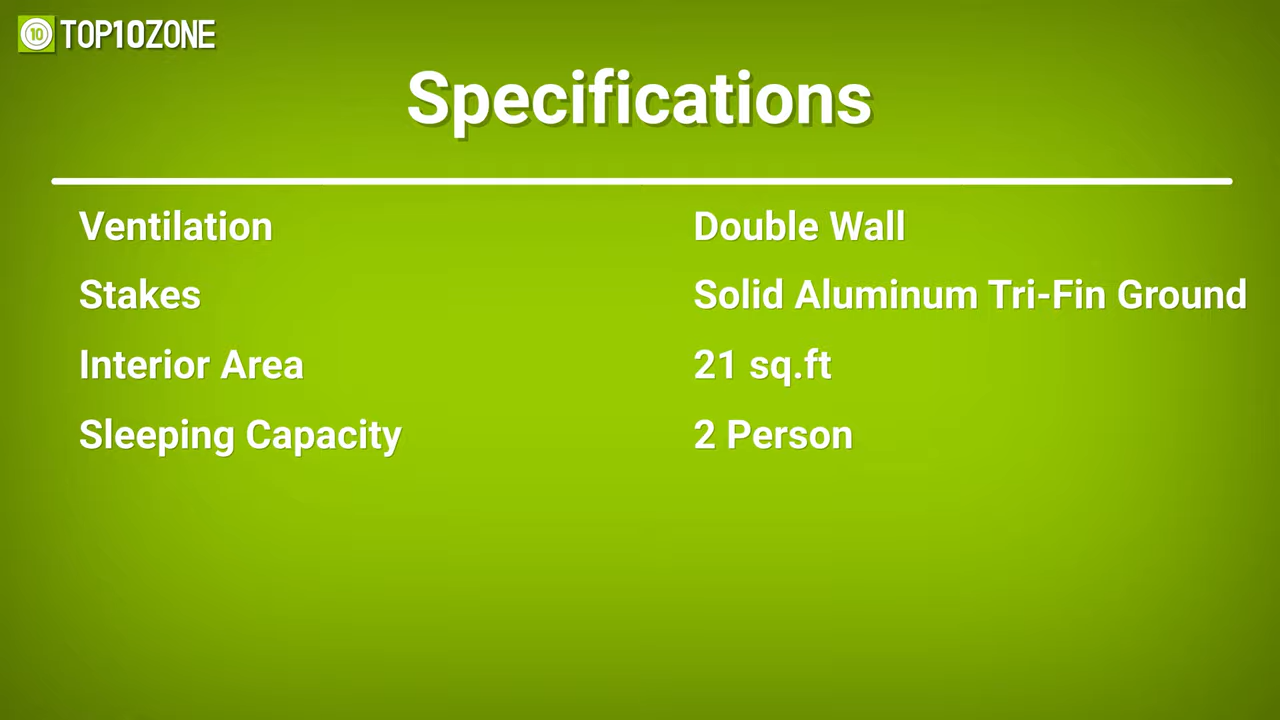 10 TOP10ZONE
Specifications
Ventilation Double Wall
Stakes Solid Aluminum Tri-Fin Ground
Interior Area 21 sq.ft
Sleeping Capacity 2 Person